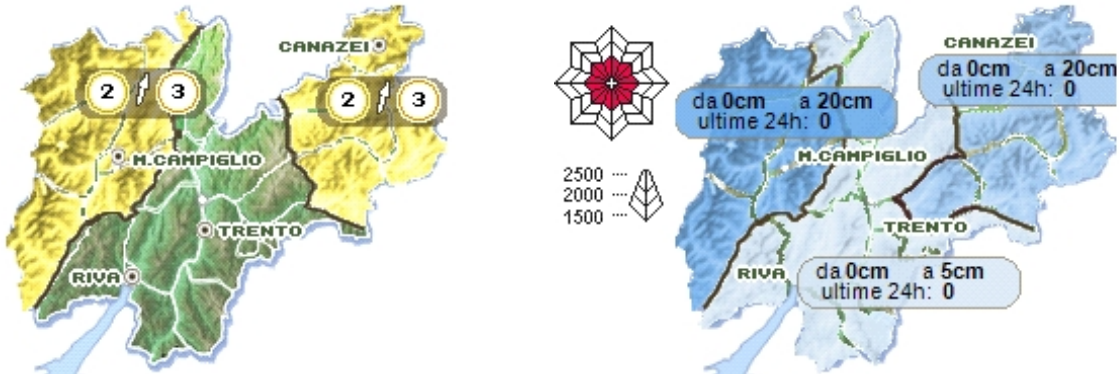 CANAZEI
2 3
2 3
M.CAMPIGLIO
TRENTO
RIVA
2500
2000
1500
CANAZEI
da 0cm a 20cm
ultime 24h: 0
da 0cm a 20cm
ultime 24h: 0
M.CAMPIGLIO
TRENTO
RIVA
da 0cm a 5cm
ultime 24h: 0